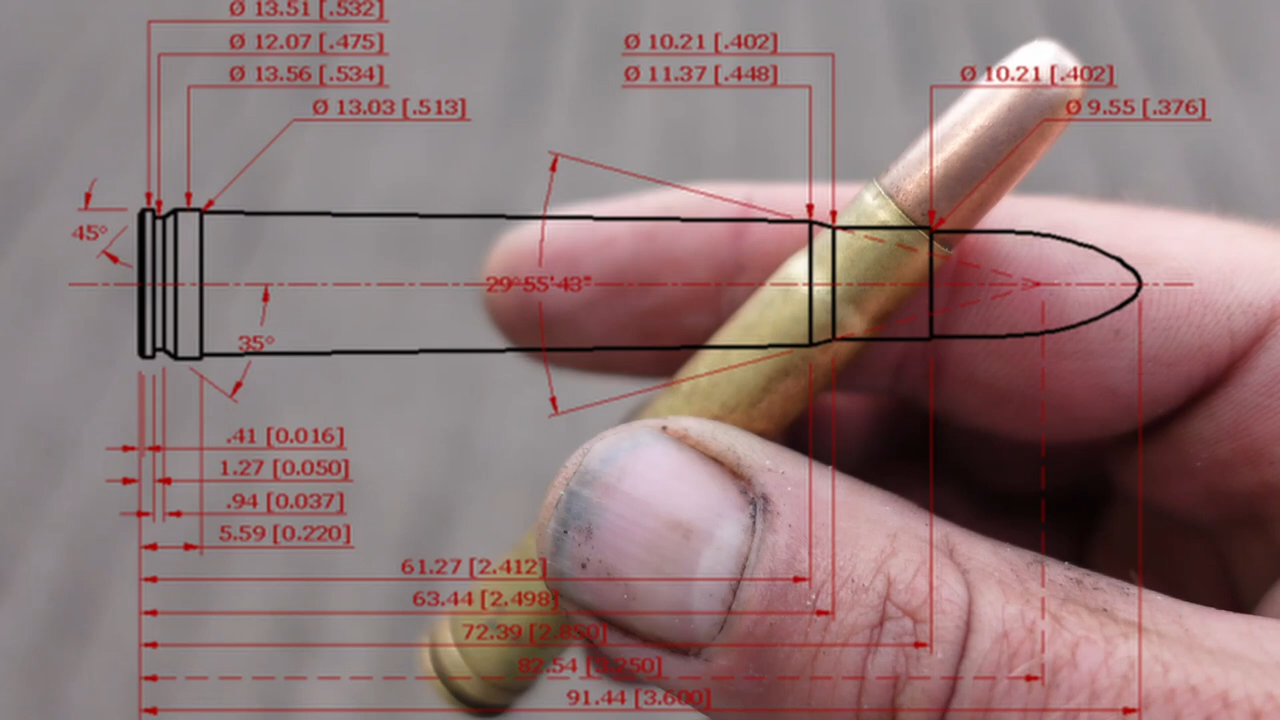 Ø 13.51 [.532]
Ø 12.07 [.475]
Ø 13.56 [.534]
Ø 13.03 [.513]
Ø 10.21 [.402]
Ø 11.37 [.448]
Ø 10.21 [.402]
Ø 9.55 [.376]
45°
29°55'43"
35°
.41 [0.016]
1.27 [0.050]
.94 [0.037]
5.59 [0.220]
61.27 [2.412]
63.44 [2.498]
72.39 [2.850]
82.54 [3.250]
91.44 [3.600]